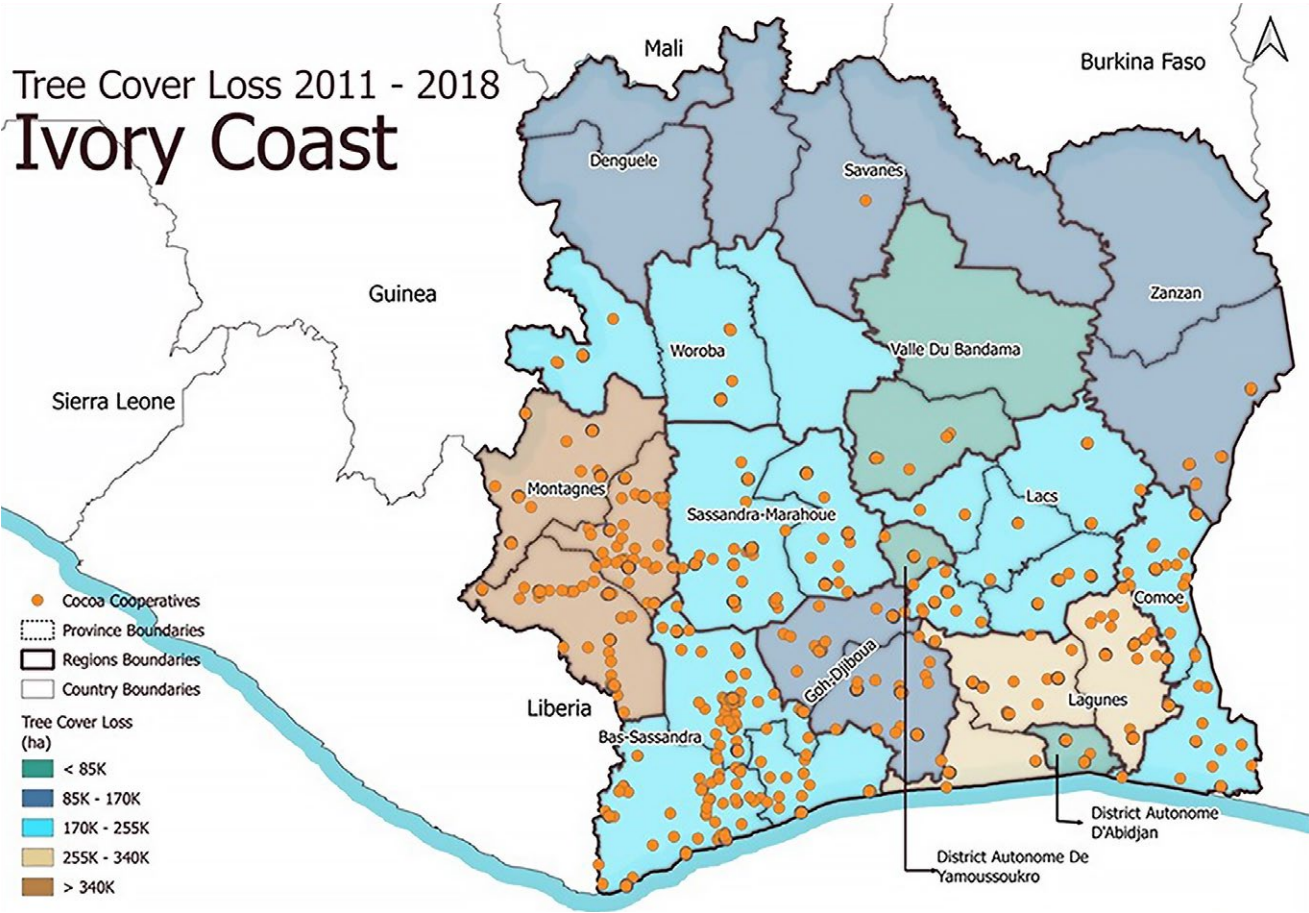 Tree Cover Loss 2011 - 2018
Ivory Coast
Mali
Burkina Faso
Guinea
Sierra Leone
Liberia
Denguele
Savanes
Zanzan
Woroba
Valle Du Bandama
Montagnes
Sassandra-Marahoue
Lacs
Comoe
Goh-Djiboua
Lagunes
Bas-Sassandra
District Autonome
D'Abidjan
District Autonome De
Yamoussoukro
Cocoa Cooperatives
Province Boundaries
Regions Boundaries
Country Boundaries
Tree Cover Loss
(ha)
< 85K
85K - 170K
170K - 255K
255K - 340K
> 340K